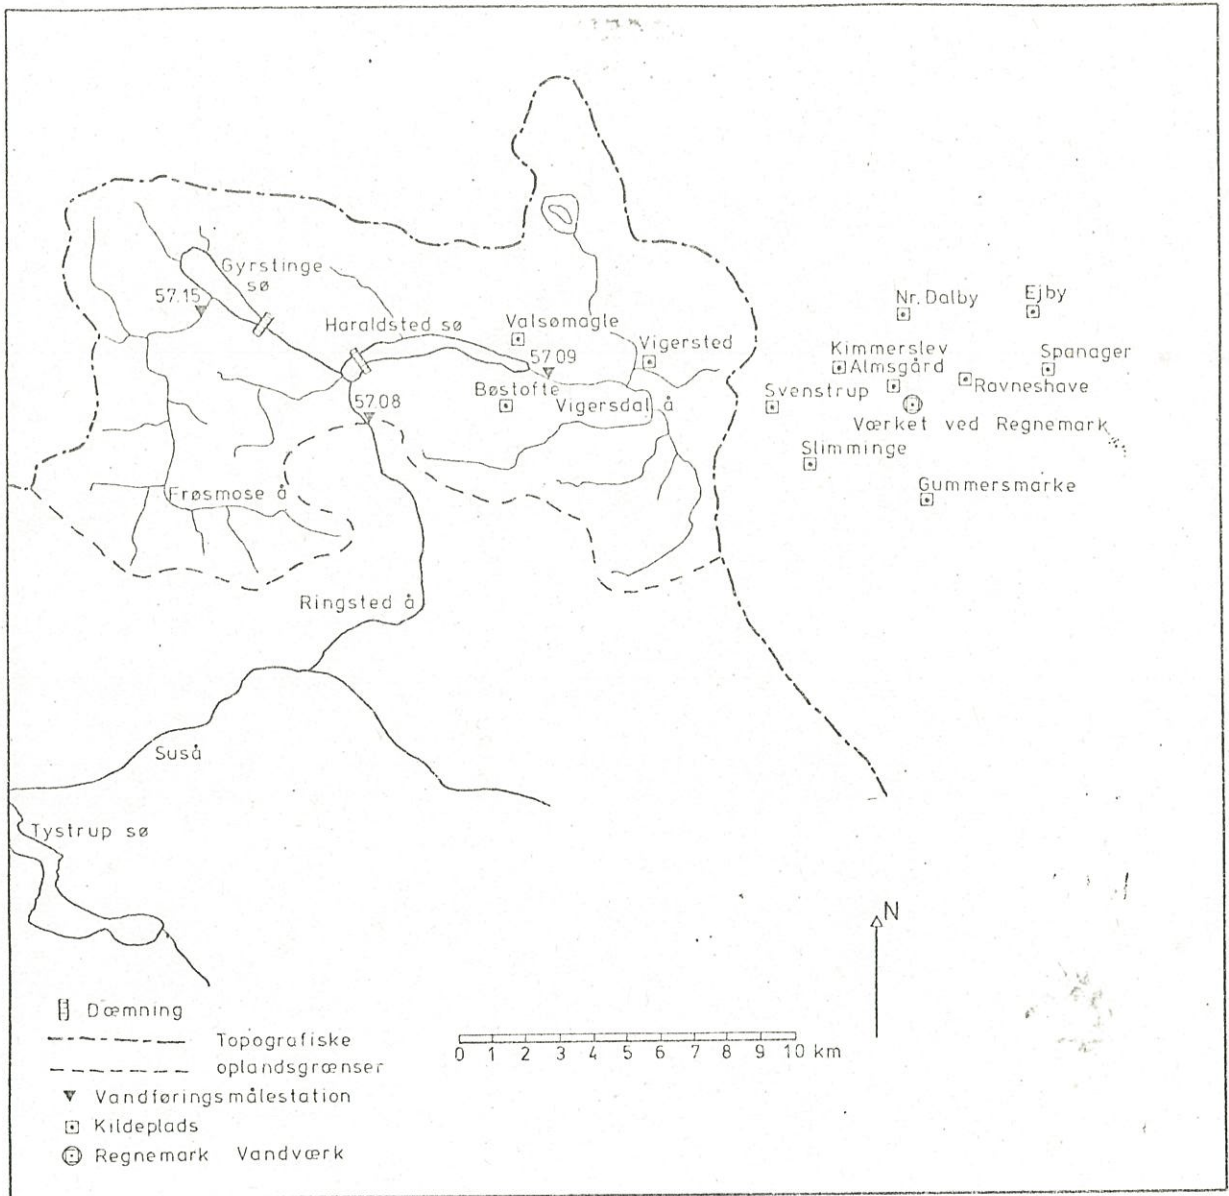 Gyrstinge
sø
57.15
Haraldsted sø
Valsømagle
57 09
Vigersted
Bøstofte
Vigersdal å
57.08
Nr. Dalby
Ejby
Kimmerslev
Almsgård
Spanager
Ravneshave
Svenstrup
Værket ved Regnemark
Slimminge
Gummersmarke
Frøsmose å
Ringsted å
Suså
Tystrup sø
N
Dæmning
Topografiske
oplandsgrænser
Vandføringsmålestation
Kildeplads
Regnemark Vandværk
0 1 2 3 4 5 6 7 8 9 10 km